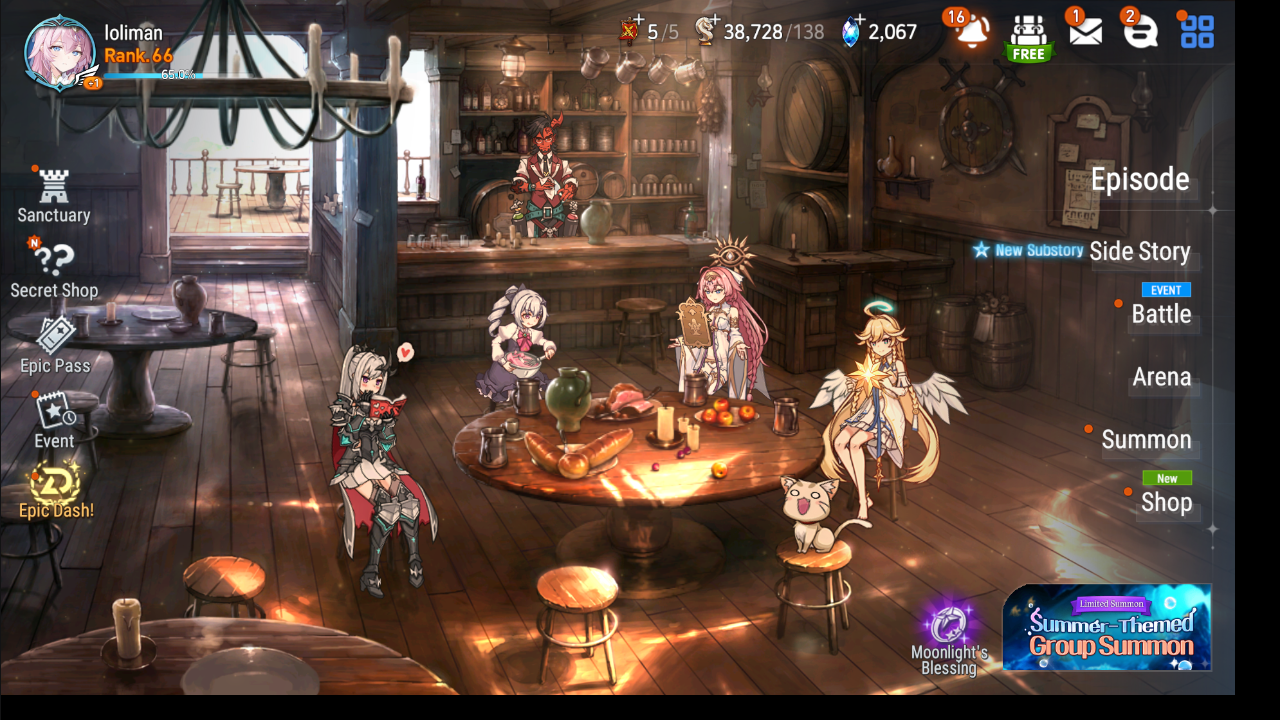 loliman
Rank.66
65.0%
+1
5/5
38,728/138
2,067
16
FREE
1
2
Sanctuary
N
??
Secret Shop
Epic Pass
Event
Epic Dash!
Episode
New Substory
Side Story
EVENT
Battle
Arena
Summon
New
Shop
Moonlight's
Blessing
Limited Summon
Summer-Themed
Group Summon